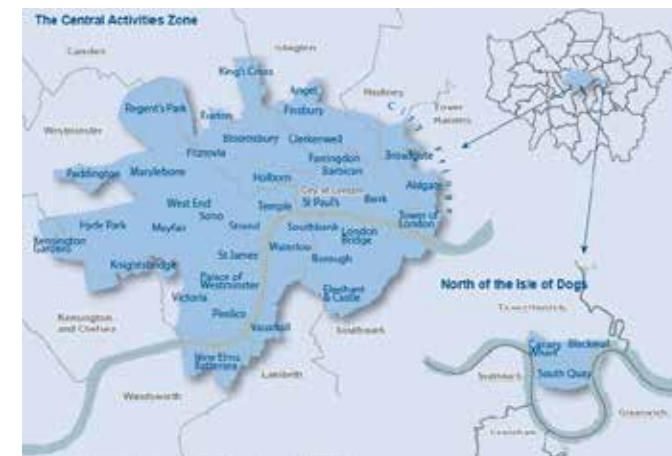 The Central Activities Zone
Islington
Camden
King's Cross
Angel
Hackney
Regent's Park
Euston
Finsbury
Tower
Hamlets
Westminster
Bloomsbury
Clerkenwell
Fitzrovia
Farringdon
Barbican
Broadgate
Paddington
Marylebone
Holborn
Aldgate
City of London
West End
Temple
St Paul's
Bank
Soho
Hyde Park
Mayfair
Strand
Southbank
London
Bridge
Tower of
London
Kensington
Gardens
Waterloo
Knightsbridge
St James
Borough
Palace of
Westminster
Elephant
& Castle
North of the Isle of Dogs
Victoria
Kensington
and Chelsea
Pimlico
Vauxhall
Southwark
Tower Hamlets
Canary
Wharf
Blackwall
Nine Elms
Battersea
Lambeth
South Quay
Southwark
Wandsworth
Greenwich
Lewisham